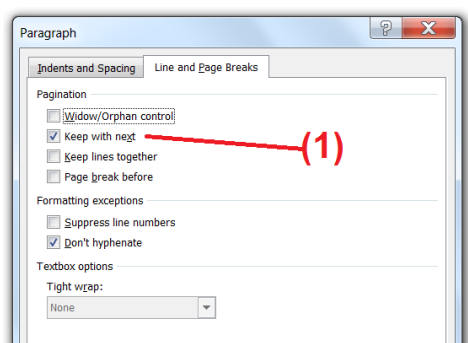 Paragraph
Indents and Spacing Line and Page Breaks
Pagination
Widow/Orphan control
Keep with next
(1)
Keep lines together
Page break before
Formatting exceptions
Suppress line numbers
Don't hyphenate
Textbox options
Tight wrap:
None